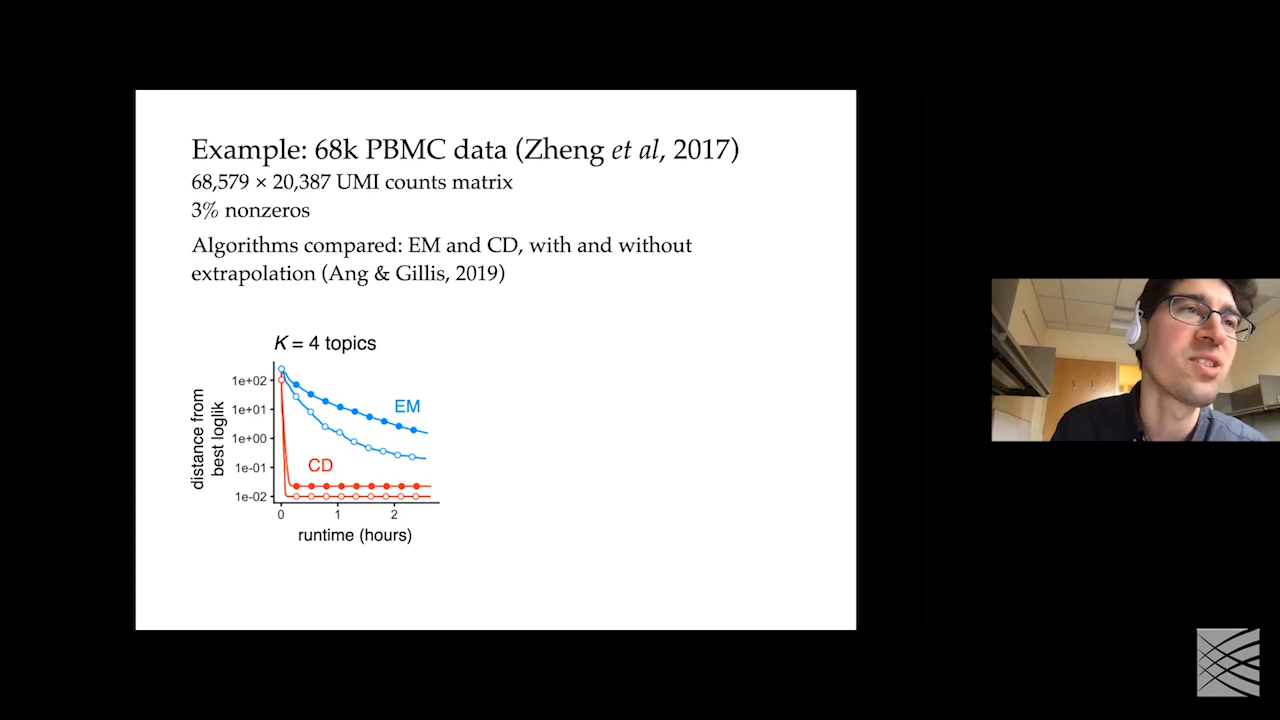 Example: 68k PBMC data (Zheng et al, 2017)
68,579 × 20,387 UMI counts matrix
3% nonzeros
Algorithms compared: EM and CD, with and without
extrapolation (Ang & Gillis, 2019)
K = 4 topics
distance from
best loglik
1e+02
1e+01
1e+00
1e-01
1e-02
EM
CD
0 1 2
runtime (hours)